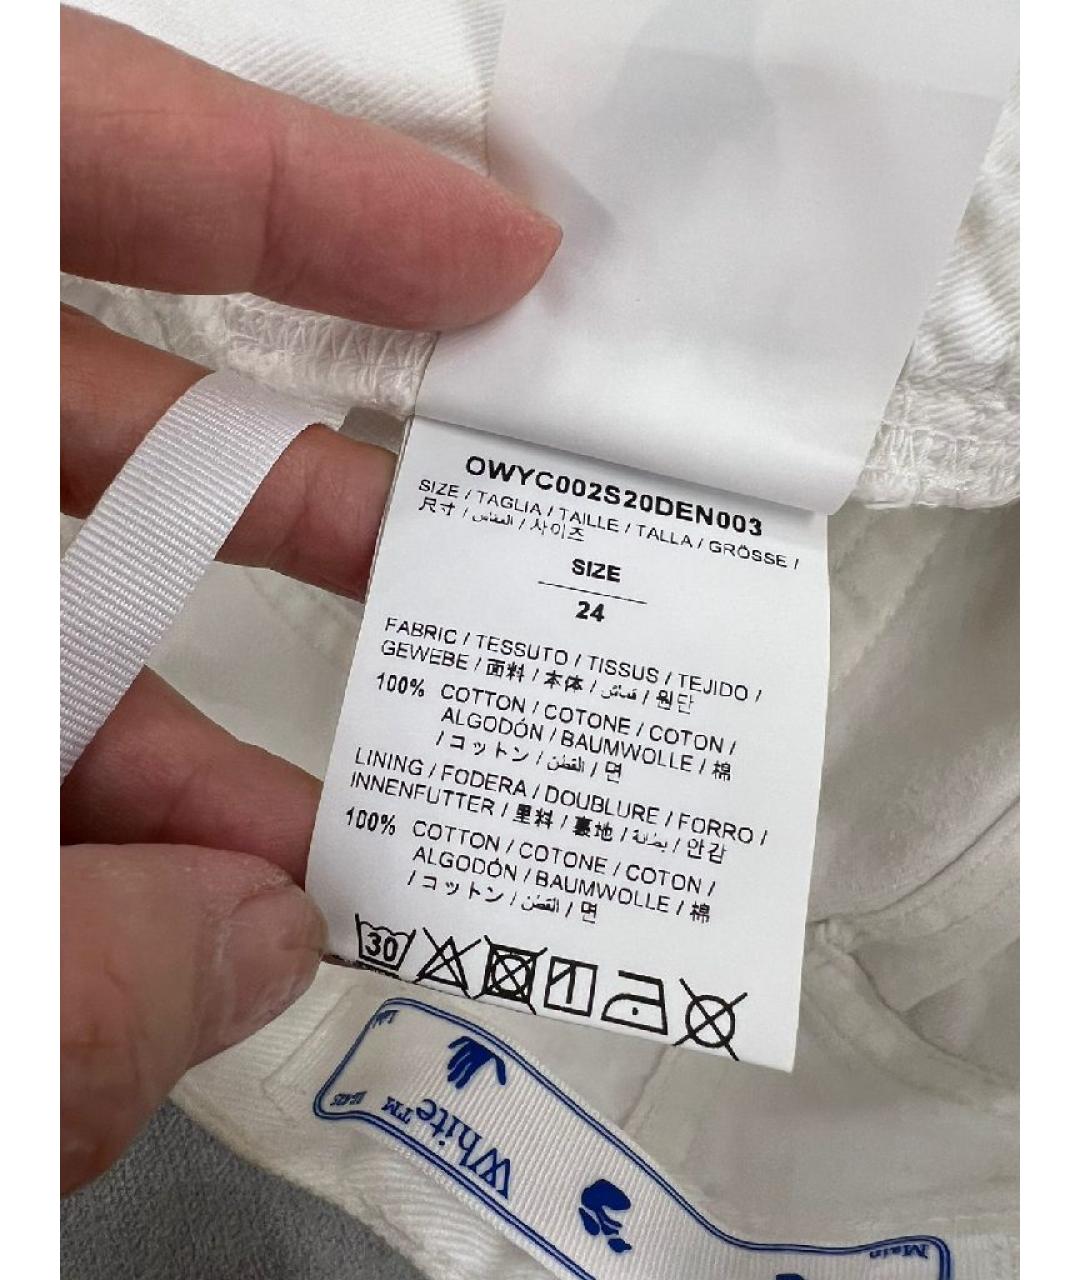 OWYC002S20DEN003
SIZE / TAGLIA / TAILLE / TALLA / GRÖSSE /
尺寸 / المقاس / 사이즈
SIZE
24
FABRIC / TESSUTO / TISSUS / TEJIDO /
GEWEBE / 面料 / 本体 / قماش / 원단
100% COTTON / COTONE / COTON /
ALGODÓN / BAUMWOLLE / 棉
/ コットン / القطن / 면
LINING / FODERA / DOUBLURE / FORRO /
INNENFUTTER / 里料 / 裏地 / بطانة / 안감
100% COTTON / COTONE / COTON /
ALGODÓN / BAUMWOLLE / 棉
/ コットン / القطن / 면
30
White™
Main